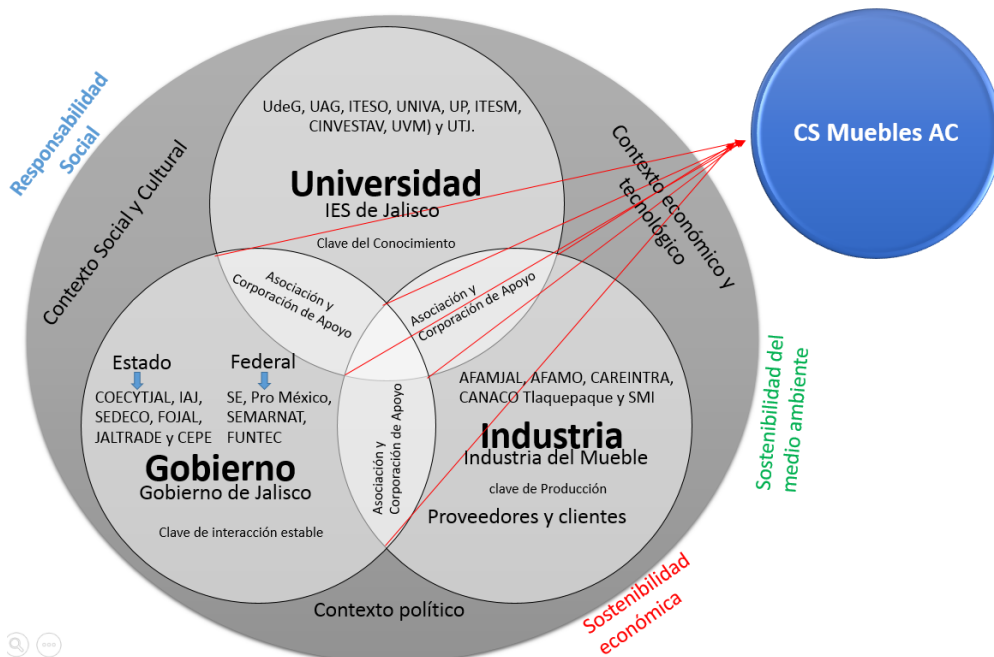 Responsabilidad
Social
Contexto Social y Cultural
UdeG, UAG, ITESO, UNIVA, UP, ITESM,
CINVESTAV, UVM) y UTJ.
Universidad
IES de Jalisco
Clave del Conocimiento
Contexto económico y
tecnológico
CS Muebles AC
Asociación y
Corporación de Apoyo
Asociación y
Corporación de Apoyo
Estado
COECYTJAL, IAJ,
SEDECO, FOJAL,
JALTRADE y CEPE
Federal
SE, Pro México,
SEMARNAT,
FUNTEC
Gobierno
Gobierno de Jalisco
Clave de interacción estable
Asociación y
Corporación de Apoyo
AFAMJAL, AFAMO, CAREINTRA,
CANACO Tlaquepaque y SMI
Industria
Industria del Mueble
clave de Producción
Proveedores y clientes
Sostenibilidad del
medio ambiente
Contexto político
Sostenibilidad
económica